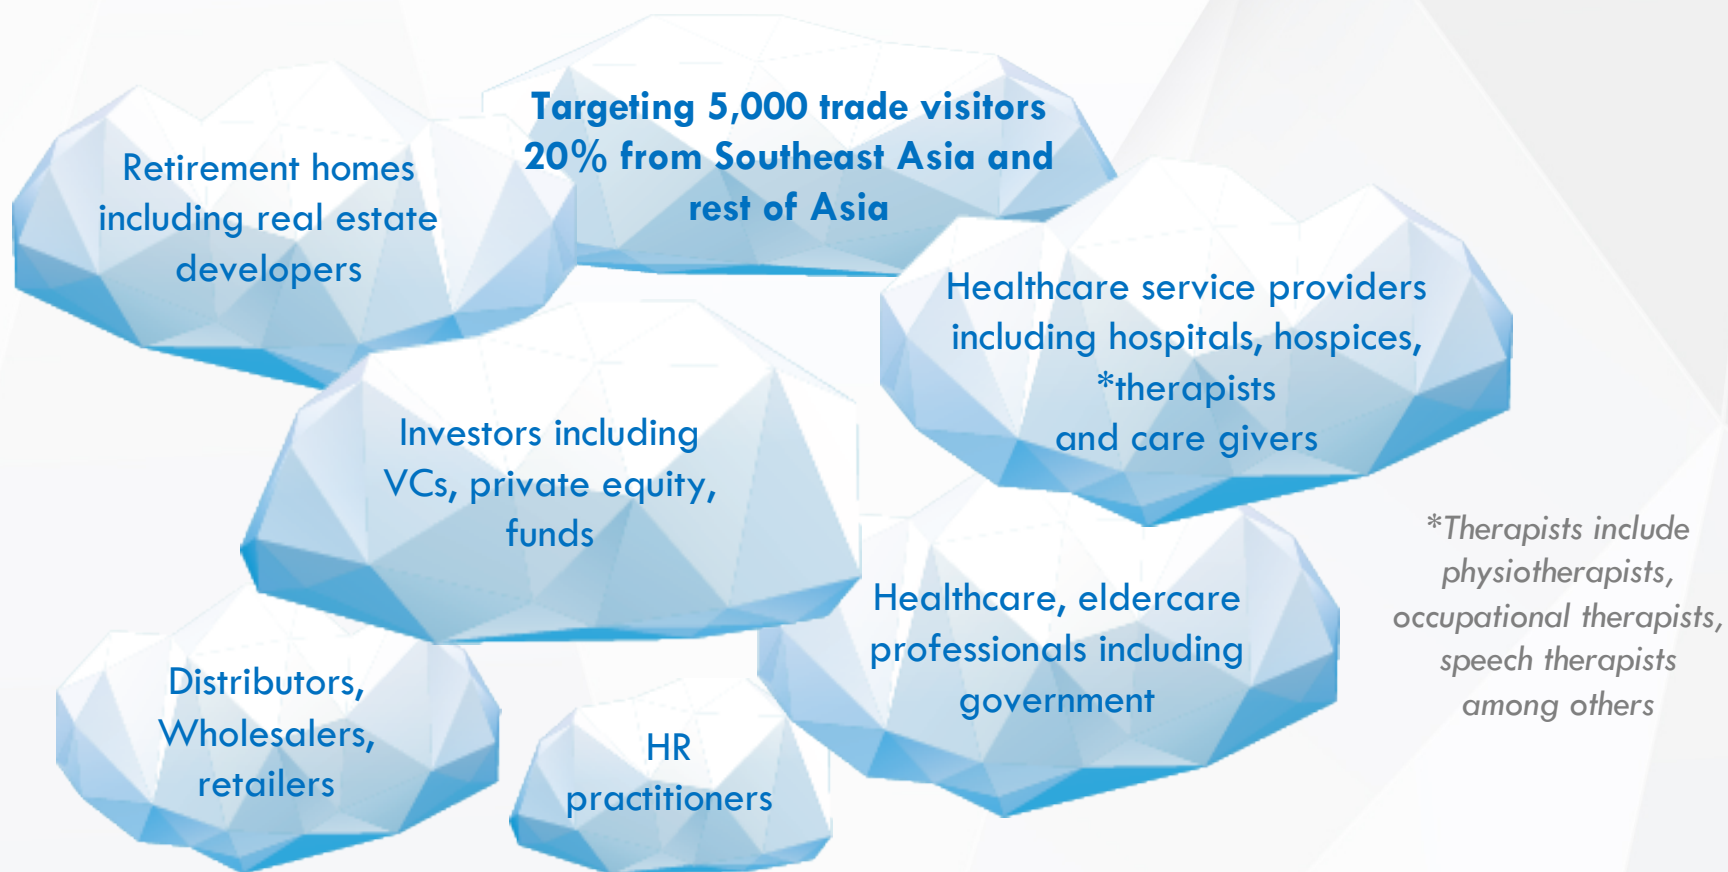 Targeting 5,000 trade visitors
20% from Southeast Asia and
rest of Asia
Retirement homes
including real estate
developers
Healthcare service providers
including hospitals, hospices,
*therapists
and care givers
Investors including
VCs, private equity,
funds
*Therapists include
physiotherapists,
occupational therapists,
speech therapists
among others
Healthcare, eldercare
professionals including
government
Distributors,
Wholesalers,
retailers
HR
practitioners